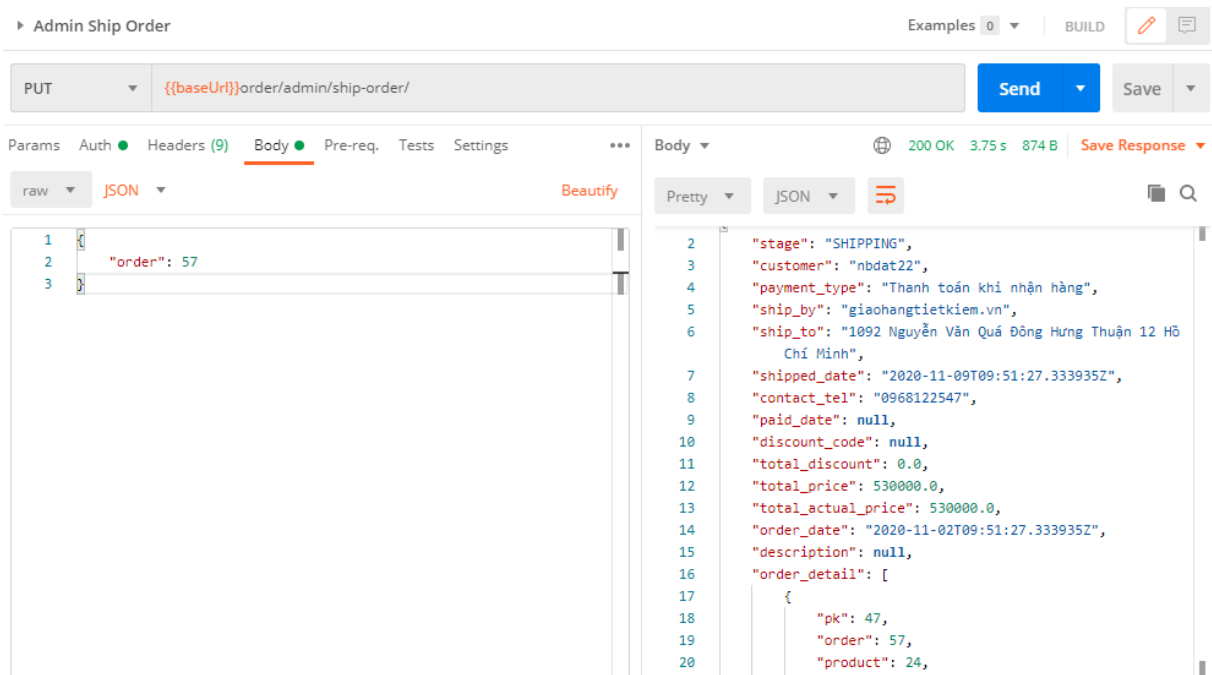 Admin Ship Order
Examples 0
BUILD
PUT
{{baseUrl}}order/admin/ship-order/
Send
Save
Params Auth Headers (9) Body Pre-req. Tests Settings
raw JSON Beautify
1 {
2 "order": 57
3 }
Body 200 OK 3.75 s 874 B Save Response
Pretty JSON
2 "stage": "SHIPPING",
3 "customer": "nbdat22",
4 "payment_type": "Thanh toán khi nhận hàng",
5 "ship_by": "giaohangtietkiem.vn",
6 "ship_to": "1092 Nguyễn Văn Quá Đông Hưng Thuận 12 Hồ
Chí Minh",
7 "shipped_date": "2020-11-09T09:51:27.333935Z",
8 "contact_tel": "0968122547",
9 "paid_date": null,
10 "discount_code": null,
11 "total_discount": 0.0,
12 "total_price": 530000.0,
13 "total_actual_price": 530000.0,
14 "order_date": "2020-11-02T09:51:27.333935Z",
15 "description": null,
16 "order_detail": [
17 {
18 "pk": 47,
19 "order": 57,
20 "product": 24,